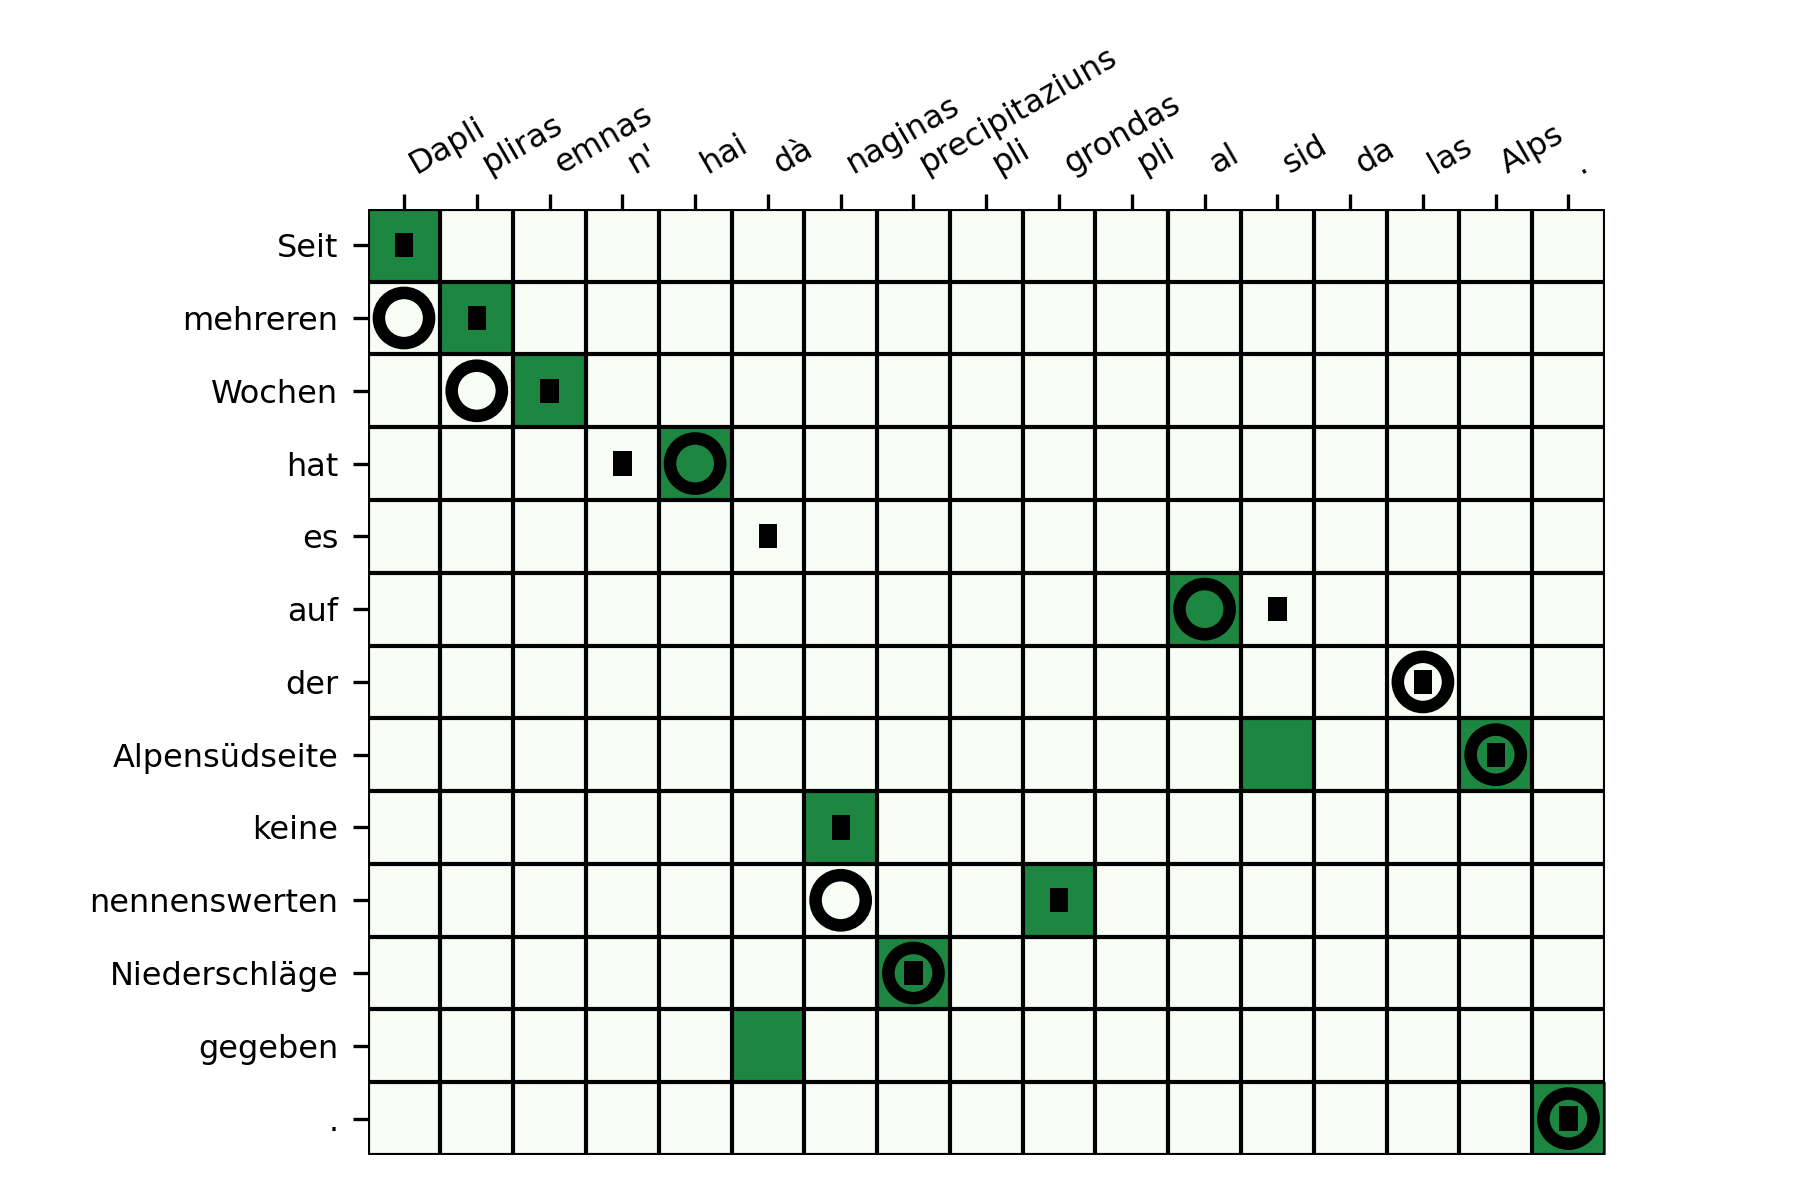 Dapli
pliras
emnas
n'
hai
dà
naginas
precipitaziuns
pli
grondas
pli
al
sid
da
las
Alps
.
Seit
mehreren
Wochen
hat
es
auf
der
Alpensüdseite
keine
nennenswerten
Niederschläge
gegeben
.